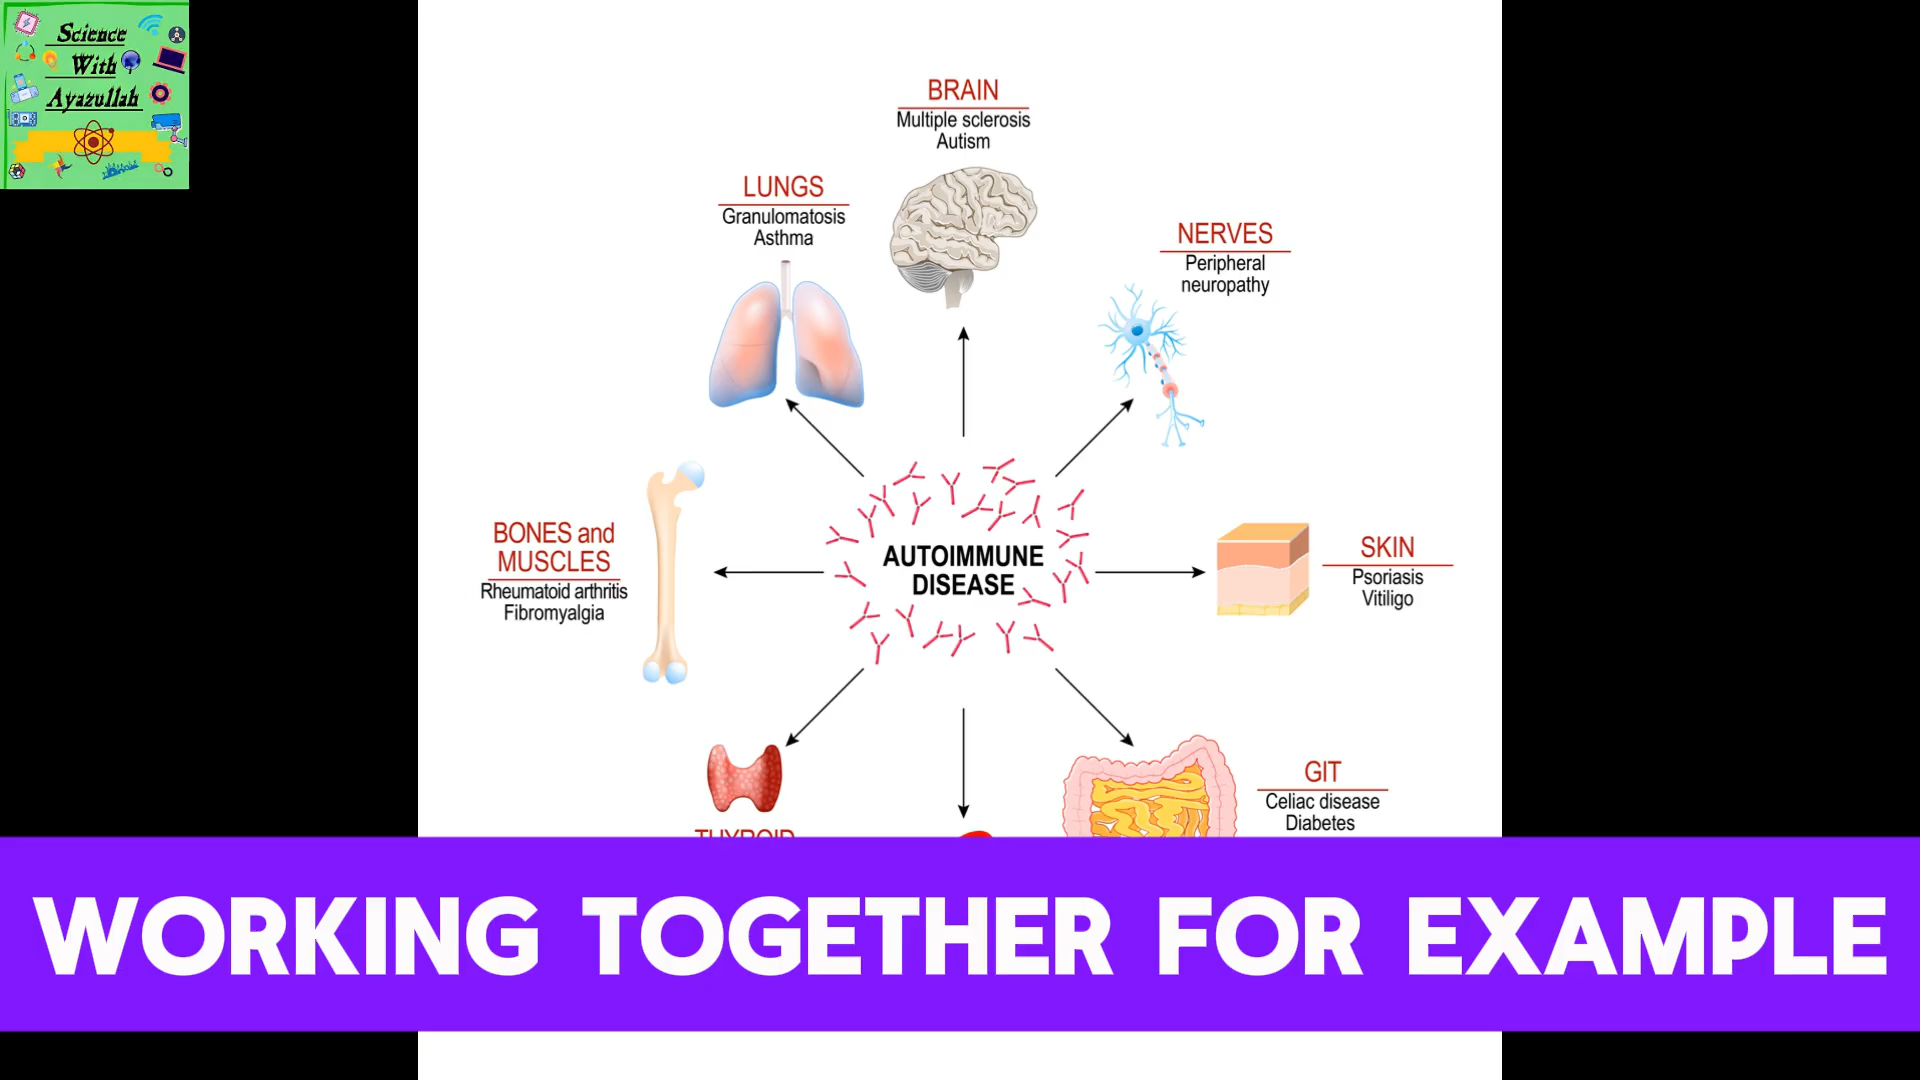 Science
With
Ayazullah
BRAIN
Multiple sclerosis
Autism
LUNGS
Granulomatosis
Asthma
NERVES
Peripheral
neuropathy
BONES and
MUSCLES
Rheumatoid arthritis
Fibromyalgia
AUTOIMMUNE
DISEASE
SKIN
Psoriasis
Vitiligo
GIT
Celiac disease
Diabetes
THYROID
WORKING TOGETHER FOR EXAMPLE